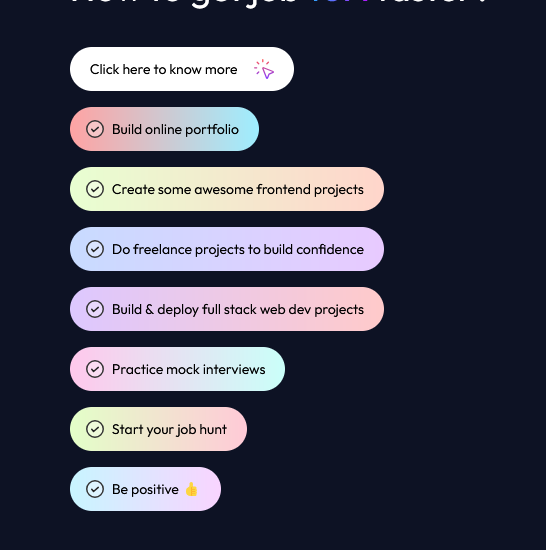 Click here to know more
Build online portfolio
Create some awesome frontend projects
Do freelance projects to build confidence
Build & deploy full stack web dev projects
Practice mock interviews
Start your job hunt
Be positive 👍